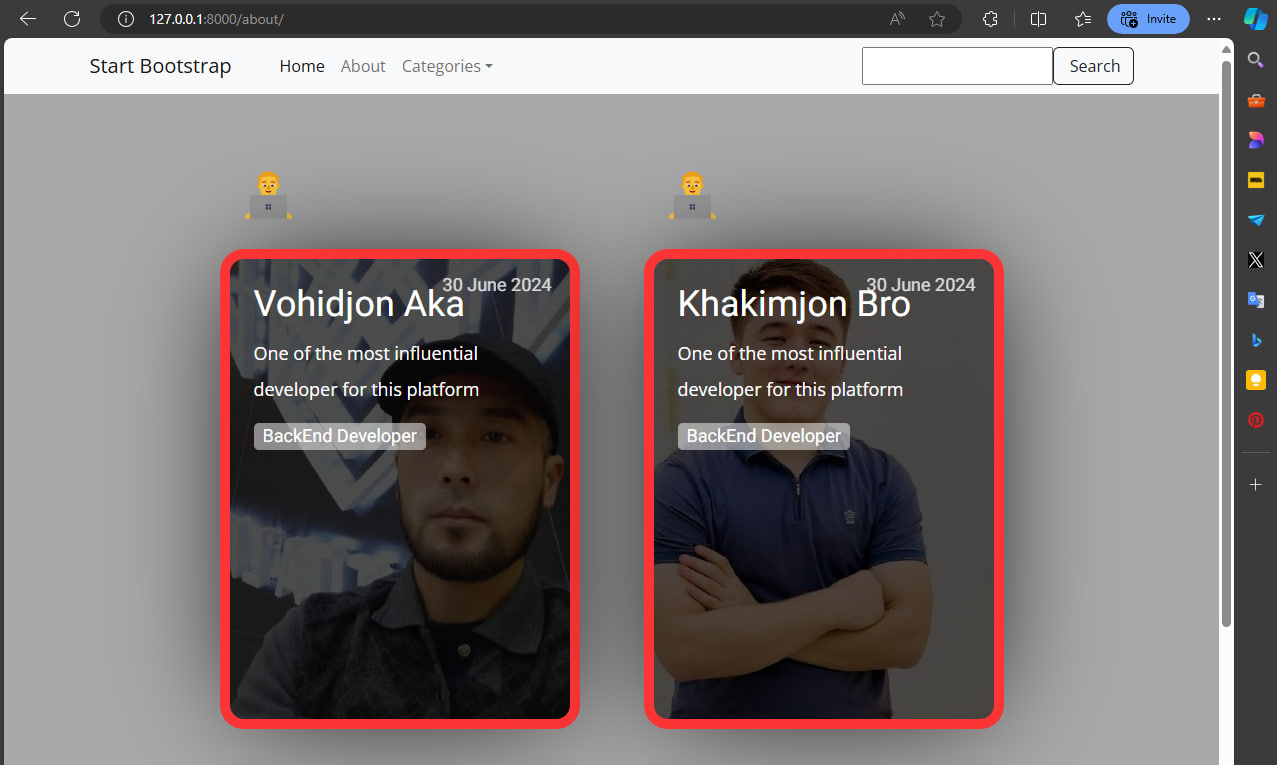 127.0.0.1:8000/about/
Invite
Start Bootstrap
Home
About
Categories
Search
30 June 2024
Vohidjon Aka
One of the most influential
developer for this platform
BackEnd Developer
30 June 2024
Khakimjon Bro
One of the most influential
developer for this platform
BackEnd Developer